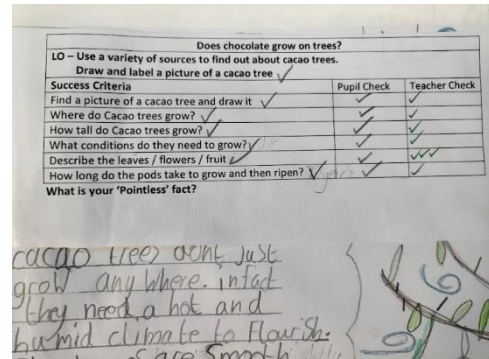 Does chocolate grow on trees?
LO – Use a variety of sources to find out about cacao trees.
Draw and label a picture of a cacao tree
Success Criteria Pupil Check Teacher Check
Find a picture of a cacao tree and draw it
Where do Cacao trees grow?
How tall do Cacao trees grow?
What conditions do they need to grow?
Describe the leaves / flowers / fruit
How long do the pods take to grow and then ripen?
What is your 'Pointless' fact?
cacao trees dont just
grow any where. infact
they need a hot and
humid climate to flourish.
are smooth